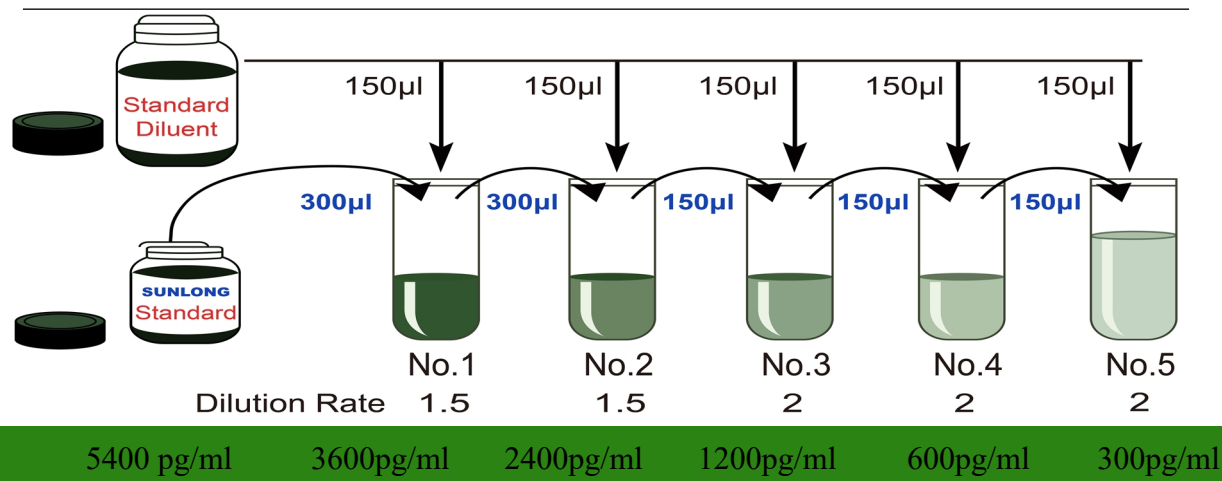 150µl 150µl 150µl 150µl 150µl
Standard
Diluent
300µl 300µl 150µl 150µl 150µl
SUNLONG
Standard
No.1 No.2 No.3 No.4 No.5
Dilution Rate 1.5 1.5 2 2 2
5400 pg/ml 3600pg/ml 2400pg/ml 1200pg/ml 600pg/ml 300pg/ml